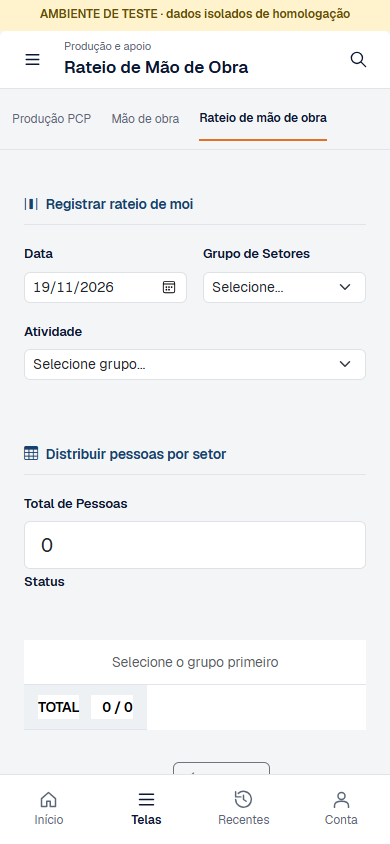 AMBIENTE DE TESTE · dados isolados de homologação
Produção e apoio
Rateio de Mão de Obra
Produção PCP Mão de obra Rateio de mão de obra
Registrar rateio de moi
Data Grupo de Setores
19/11/2026 Selecione...
Atividade
Selecione grupo...
Distribuir pessoas por setor
Total de Pessoas
0
Status
Selecione o grupo primeiro
TOTAL 0 / 0
Início Telas Recentes Conta